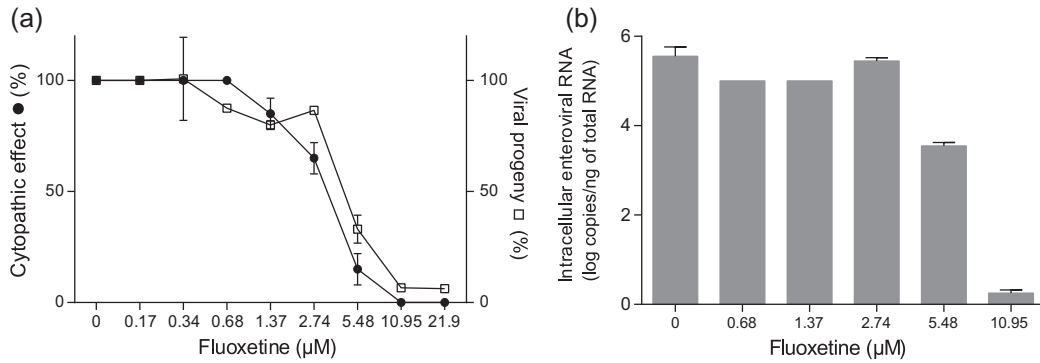 (a)
Cytopathic effect ● (%)
100
50
0
100
50
0
Viral progeny □ (%)
0 0.17 0.34 0.68 1.37 2.74 5.48 10.95 21.9
Fluoxetine (µM)
(b)
Intracellular enteroviral RNA
(log copies/ng of total RNA)
6
4
2
0
0 0.68 1.37 2.74 5.48 10.95
Fluoxetine (µM)